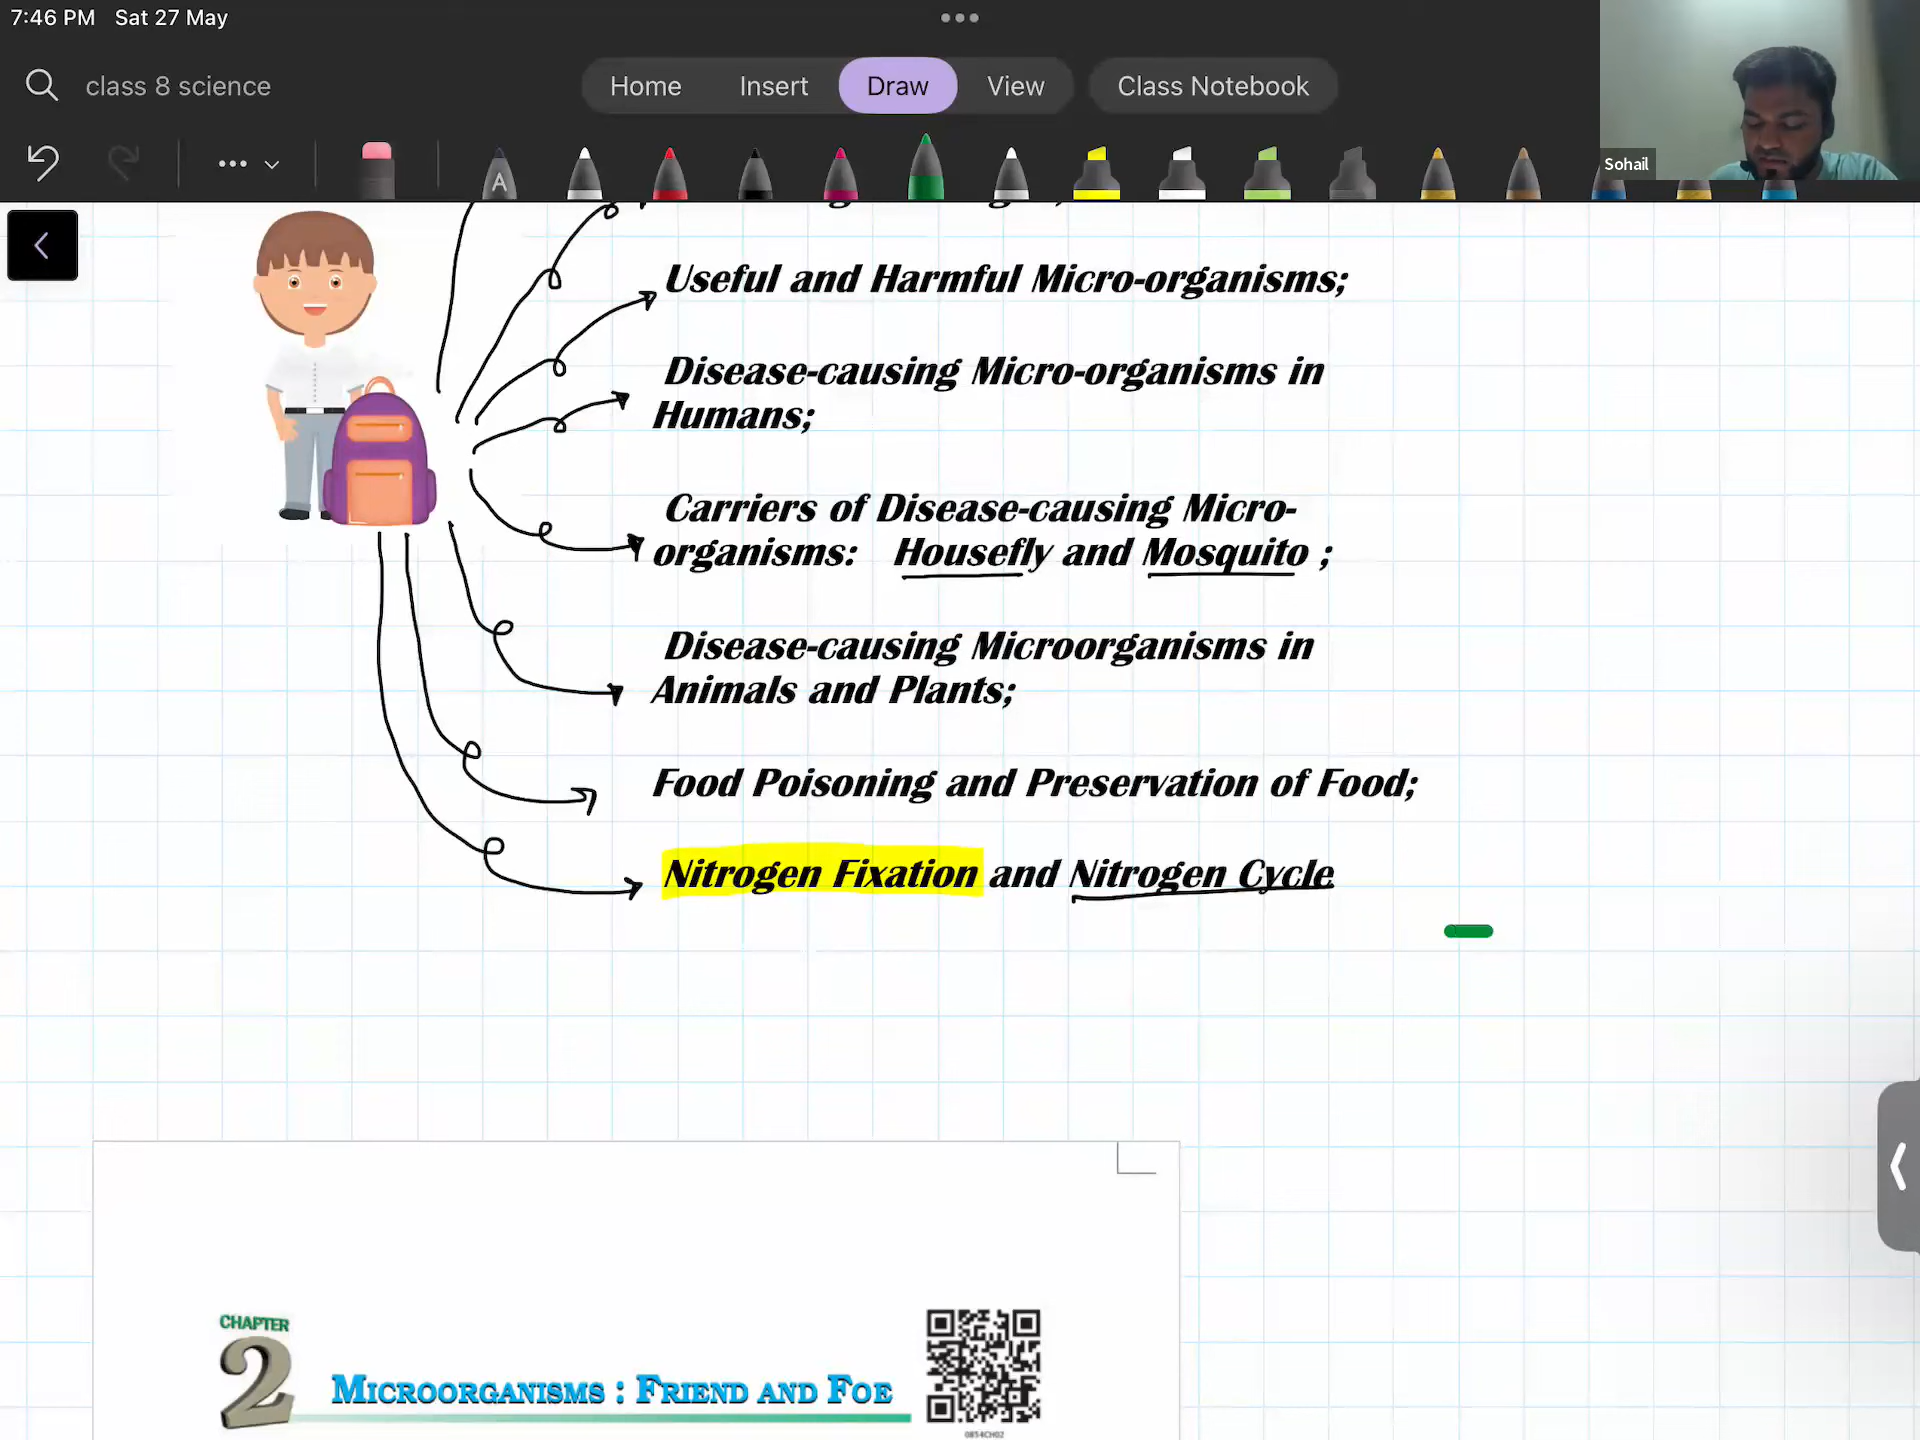 7:46 PM Sat 27 May
class 8 science
Home Insert Draw View Class Notebook
A
Sohail
Useful and Harmful Micro-organisms;
Disease-causing Micro-organisms in
Humans;
Carriers of Disease-causing Micro-
organisms: Housefly and Mosquito ;
Disease-causing Microorganisms in
Animals and Plants;
Food Poisoning and Preservation of Food;
Nitrogen Fixation and Nitrogen Cycle
CHAPTER
2
MICROORGANISMS : FRIEND AND FOE
0854CH02